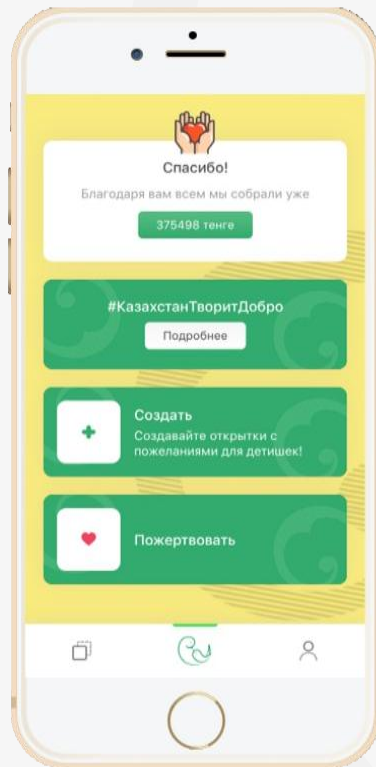 Спасибо!
Благодаря вам всем мы собрали уже
375498 тенге
#КазахстанТворитДобро
Подробнее
Создать
Создавайте открытки с
пожеланиями для детишек!
Пожертвовать